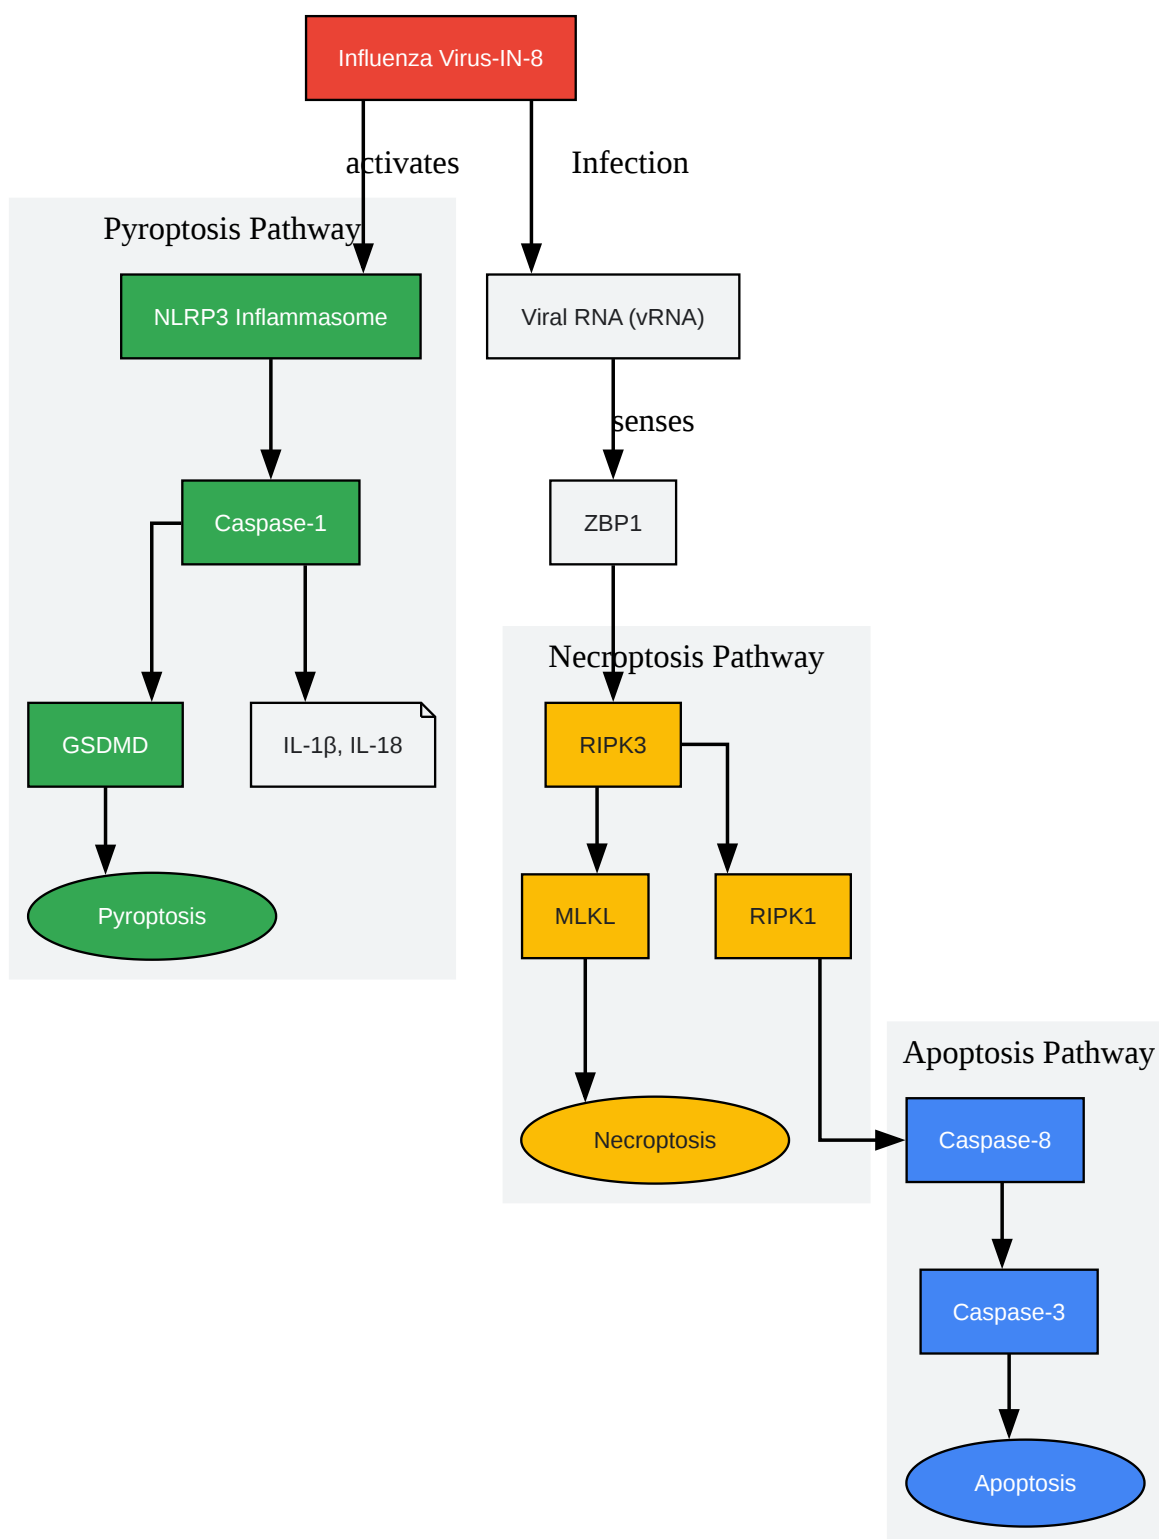 Influenza Virus-IN-8
activates
Infection
Pyroptosis Pathway
NLRP3 Inflammasome
Viral RNA (vRNA)
senses
Caspase-1
ZBP1
Necroptosis Pathway
GSDMD
IL-1β, IL-18
RIPK3
Pyroptosis
MLKL
RIPK1
Apoptosis Pathway
Necroptosis
Caspase-8
Caspase-3
Apoptosis